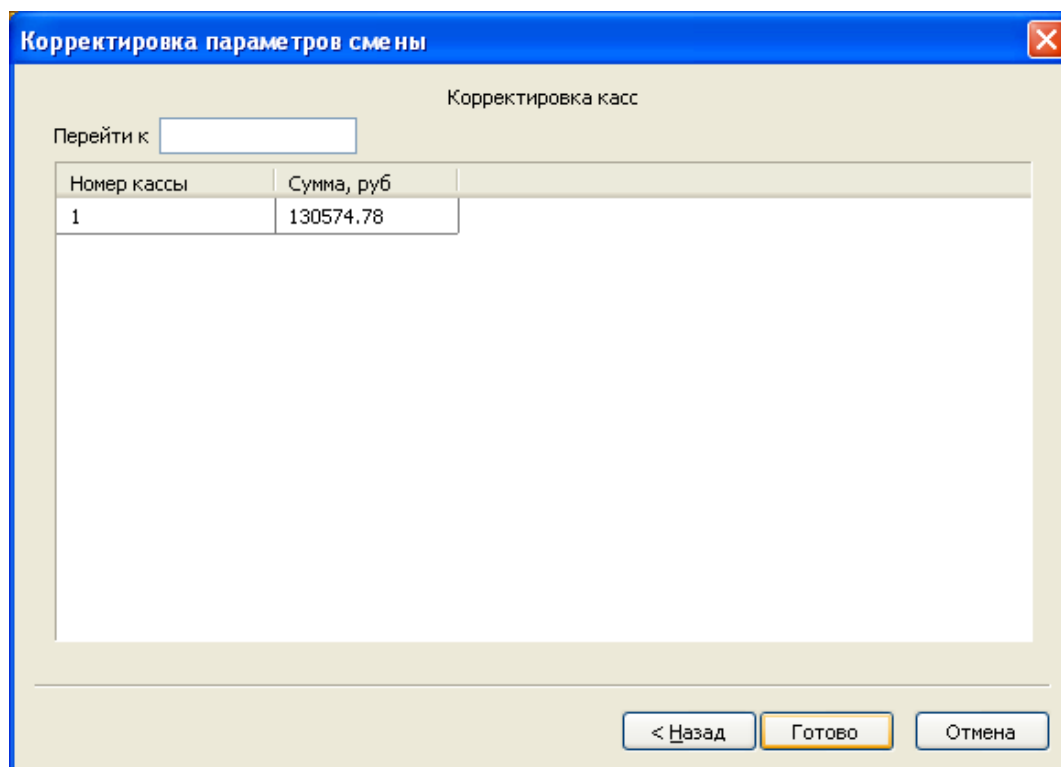 Корректировка параметров смены
Корректировка касс
Перейти к
Номер кассы Сумма, руб
1 130574.78
< Назад Готово Отмена